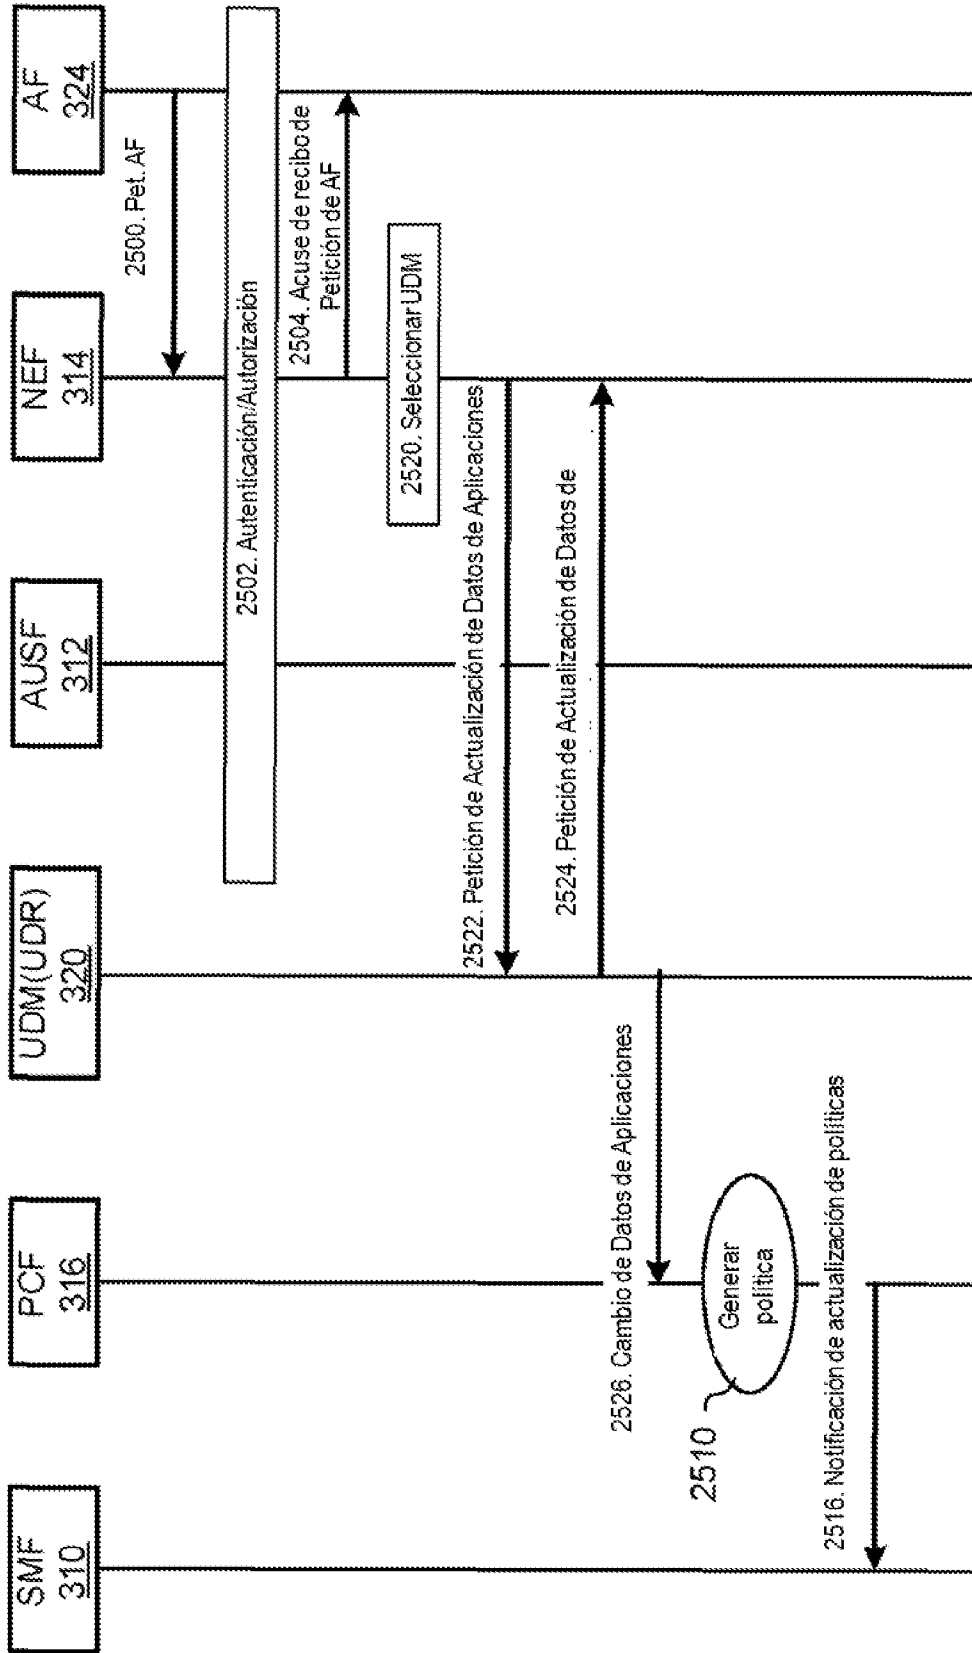 SMF
310
PCF
316
UDM(UDR)
320
AUSF
312
NEF
314
AF
324
2500. Pet. AF
2502. Autenticación/Autorización
2504. Acuse de recibo de
Petición de AF
2520. Seleccionar UDM
2522. Petición de Actualización de Datos de Aplicaciones
2524. Petición de Actualización de Datos de
2526. Cambio de Datos de Aplicaciones
Generar
política
2510
2516. Notificación de actualización de políticas